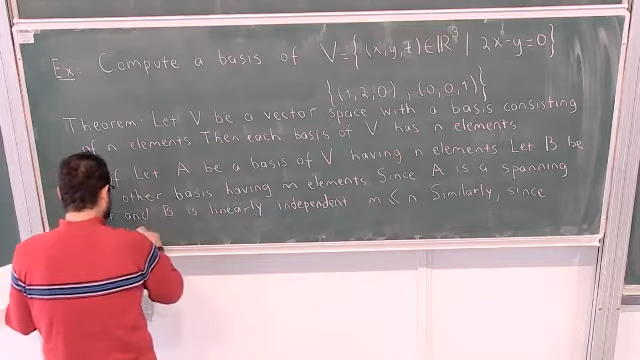 Ex: Compute a basis of V={(x,y,z)∈ℝ³ | 2x-y=0}
{(1,2,0), (0,0,1)}
Theorem: Let V be a vector space with a basis consisting
of n elements Then each basis of V has n elements
f Let A be a basis of V having n elements Let B be
other basis having m elements Since A is a spanning
and B is linearly independent m ≤ n Similarly, since